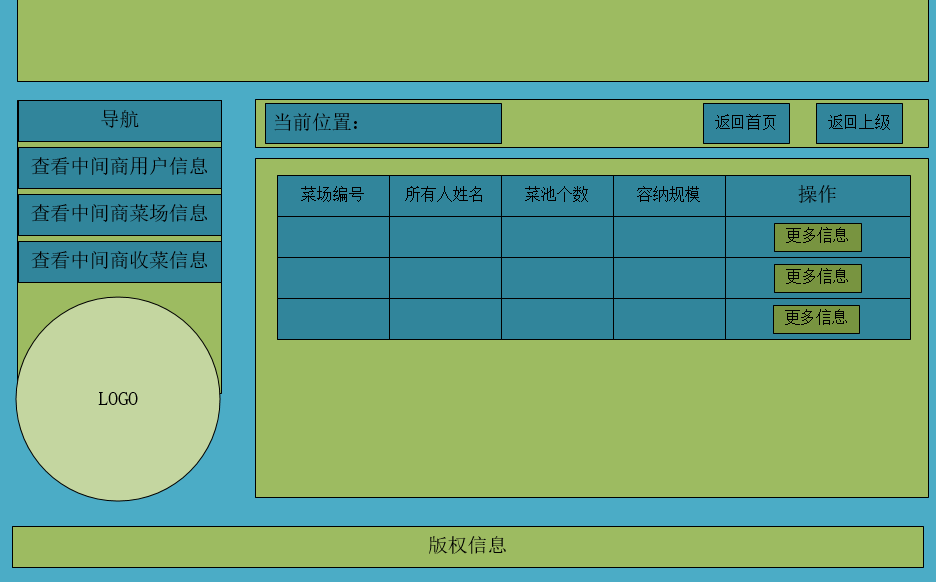 导航
查看中间商用户信息
查看中间商菜场信息
查看中间商收菜信息
LOGO
当前位置：
返回首页
返回上级
菜场编号 所有人姓名 菜池个数 容纳规模 操作
更多信息
更多信息
更多信息
版权信息